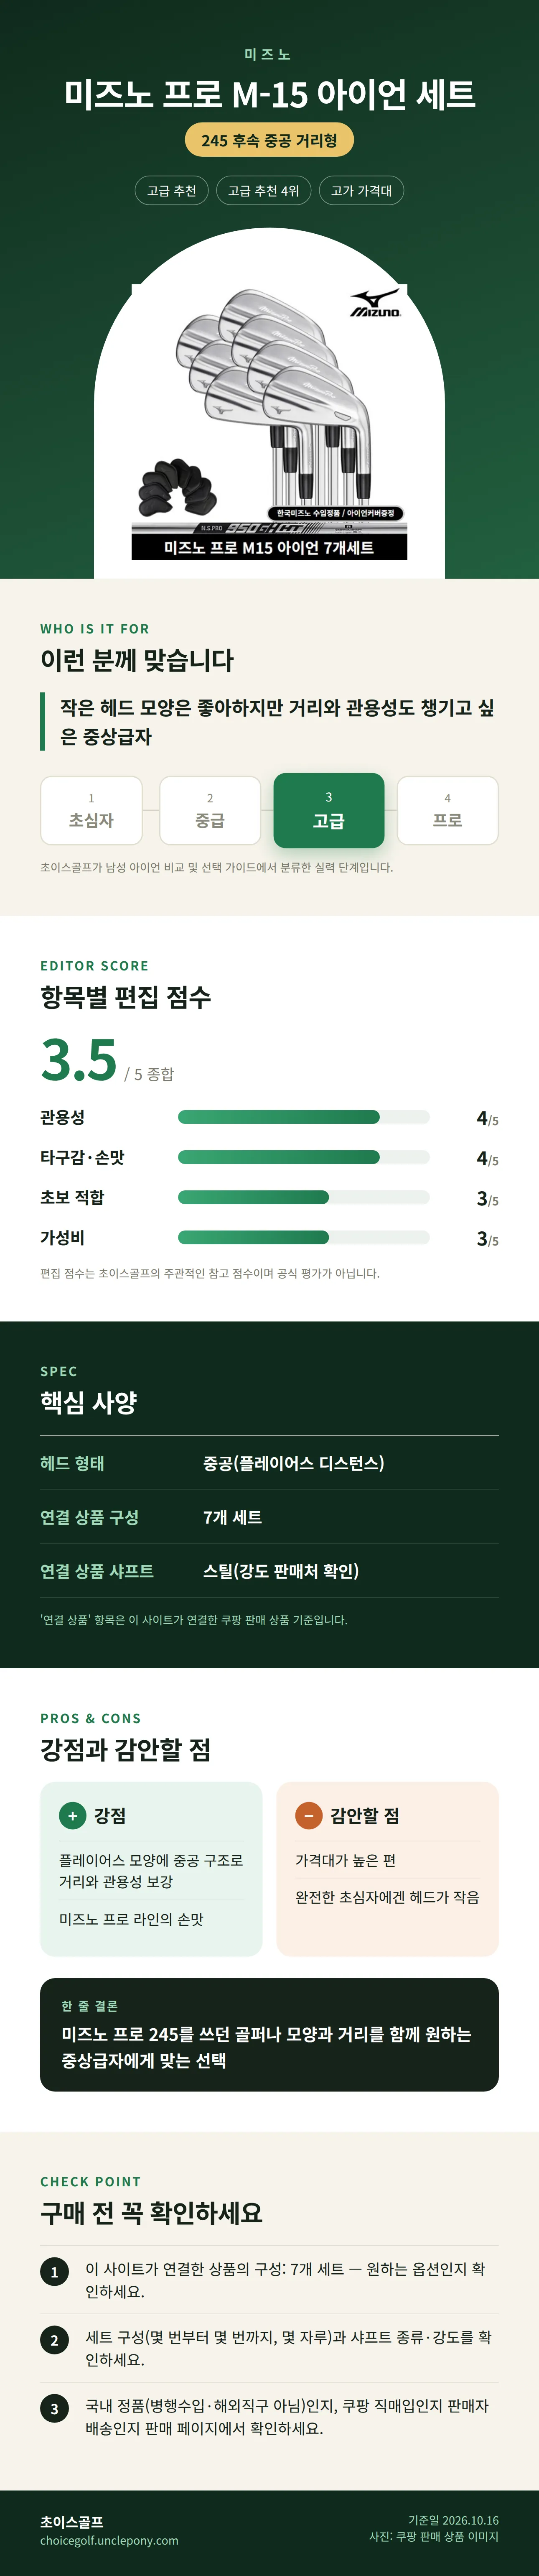 미즈노
미즈노 프로 M-15 아이언 세트
245 후속 중공 거리형
고급 추천
고급 추천 4위
고가 가격대
MIZUNO
한국미즈노 수입정품 / 아이언커버증정
N.S.PRO 950GH HT
미즈노 프로 M15 아이언 7개세트
WHO IS IT FOR
이런 분께 맞습니다
작은 헤드 모양은 좋아하지만 거리와 관용성도 챙기고 싶
은 중상급자
1
초심자
2
중급
3
고급
4
프로
초이스골프가 남성 아이언 비교 및 선택 가이드에서 분류한 실력 단계입니다.
EDITOR SCORE
항목별 편집 점수
3.5 / 5 종합
관용성 4/5
타구감·손맛 4/5
초보 적합 3/5
가성비 3/5
편집 점수는 초이스골프의 주관적인 참고 점수이며 공식 평가가 아닙니다.
SPEC
핵심 사양
헤드 형태 중공(플레이어스 디스턴스)
연결 상품 구성 7개 세트
연결 상품 샤프트 스틸(강도 판매처 확인)
'연결 상품' 항목은 이 사이트가 연결한 쿠팡 판매 상품 기준입니다.
PROS & CONS
강점과 감안할 점
+ 강점
플레이어스 모양에 중공 구조로
거리와 관용성 보강
미즈노 프로 라인의 손맛
− 감안할 점
가격대가 높은 편
완전한 초심자에겐 헤드가 작음
한 줄 결론
미즈노 프로 245를 쓰던 골퍼나 모양과 거리를 함께 원하는
중상급자에게 맞는 선택
CHECK POINT
구매 전 꼭 확인하세요
1 이 사이트가 연결한 상품의 구성: 7개 세트 — 원하는 옵션인지 확
인하세요.
2 세트 구성(몇 번부터 몇 번까지, 몇 자루)과 샤프트 종류·강도를 확
인하세요.
3 국내 정품(병행수입·해외직구 아님)인지, 쿠팡 직매입인지 판매자
배송인지 판매 페이지에서 확인하세요.
초이스골프
choicegolf.unclepony.com
기준일 2026.10.16
사진: 쿠팡 판매 상품 이미지